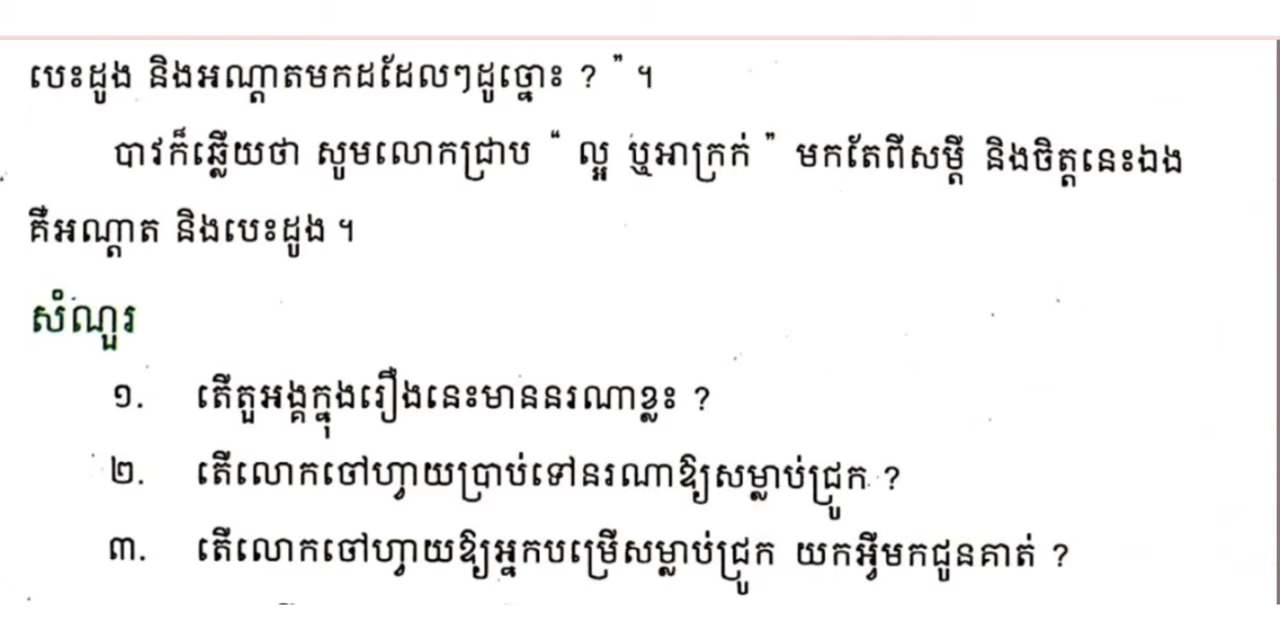 បេះដូង និងអណ្ដាតមកដដែលៗដូច្នោះ ? ” ។
បាវក៏ឆ្លើយថា សូមលោកជ្រាប “ ល្អ ឬអាក្រក់ ” មកតែពីសម្ដី និងចិត្តនេះឯង
គឺអណ្ដាត និងបេះដូង ។
សំណួរ
១. តើតួអង្គក្នុងរឿងនេះមាននរណាខ្លះ ?
២. តើលោកចៅហ្វាយប្រាប់ទៅនរណាឱ្យសម្លាប់ជ្រូក ?
៣. តើលោកចៅហ្វាយឱ្យអ្នកបម្រើសម្លាប់ជ្រូក យកអ្វីមកជូនគាត់ ?